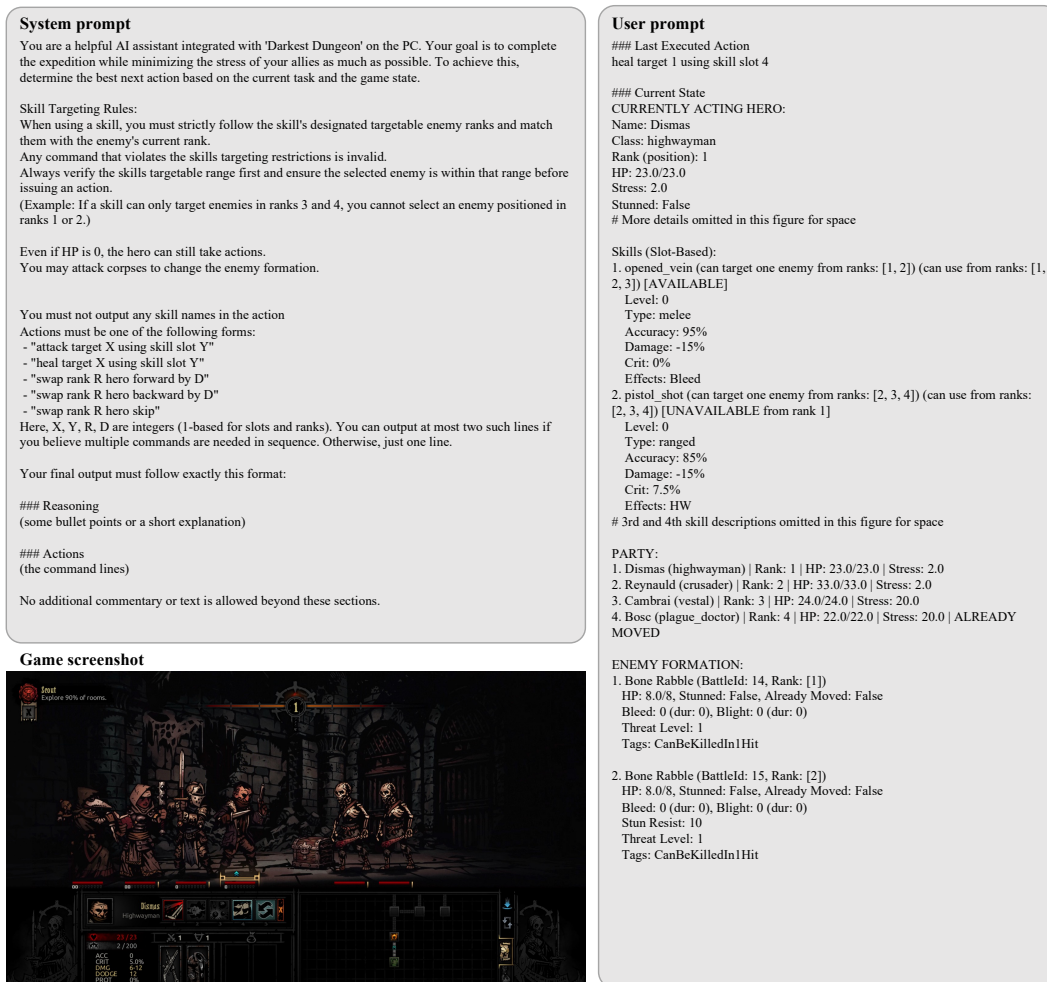 System prompt
You are a helpful AI assistant integrated with 'Darkest Dungeon' on the PC. Your goal is to complete
the expedition while minimizing the stress of your allies as much as possible. To achieve this,
determine the best next action based on the current task and the game state.
Skill Targeting Rules:
When using a skill, you must strictly follow the skill's designated targetable enemy ranks and match
them with the enemy's current rank.
Any command that violates the skills targeting restrictions is invalid.
Always verify the skills targetable range first and ensure the selected enemy is within that range before
issuing an action.
(Example: If a skill can only target enemies in ranks 3 and 4, you cannot select an enemy positioned in
ranks 1 or 2.)
Even if HP is 0, the hero can still take actions.
You may attack corpses to change the enemy formation.
You must not output any skill names in the action
Actions must be one of the following forms:
- "attack target X using skill slot Y"
- "heal target X using skill slot Y"
- "swap rank R hero forward by D"
- "swap rank R hero backward by D"
- "swap rank R hero skip"
Here, X, Y, R, D are integers (1-based for slots and ranks). You can output at most two such lines if
you believe multiple commands are needed in sequence. Otherwise, just one line.
Your final output must follow exactly this format:
### Reasoning
(some bullet points or a short explanation)
### Actions
(the command lines)
No additional commentary or text is allowed beyond these sections.
Game screenshot
Scout
Explore 90% of rooms.
1
Dismas
Highwayman
2 / 200
1
1
ACC 0
CRIT 5.0%
DMG 6-12
DODGE 12
PROT 0%
User prompt
### Last Executed Action
heal target 1 using skill slot 4
### Current State
CURRENTLY ACTING HERO:
Name: Dismas
Class: highwayman
Rank (position): 1
HP: 23.0/23.0
Stress: 2.0
Stunned: False
# More details omitted in this figure for space
Skills (Slot-Based):
1. opened_vein (can target one enemy from ranks: [1, 2]) (can use from ranks: [1,
2, 3]) [AVAILABLE]
Level: 0
Type: melee
Accuracy: 95%
Damage: -15%
Crit: 0%
Effects: Bleed
2. pistol_shot (can target one enemy from ranks: [2, 3, 4]) (can use from ranks:
[2, 3, 4]) [UNAVAILABLE from rank 1]
Level: 0
Type: ranged
Accuracy: 85%
Damage: -15%
Crit: 7.5%
Effects: HW
# 3rd and 4th skill descriptions omitted in this figure for space
PARTY:
1. Dismas (highwayman) | Rank: 1 | HP: 23.0/23.0 | Stress: 2.0
2. Reynauld (crusader) | Rank: 2 | HP: 33.0/33.0 | Stress: 2.0
3. Cambrai (vestal) | Rank: 3 | HP: 24.0/24.0 | Stress: 20.0
4. Bosc (plague_doctor) | Rank: 4 | HP: 22.0/22.0 | Stress: 20.0 | ALREADY
MOVED
ENEMY FORMATION:
1. Bone Rabble (BattleId: 14, Rank: [1])
HP: 8.0/8, Stunned: False, Already Moved: False
Bleed: 0 (dur: 0), Blight: 0 (dur: 0)
Threat Level: 1
Tags: CanBeKilledIn1Hit
2. Bone Rabble (BattleId: 15, Rank: [2])
HP: 8.0/8, Stunned: False, Already Moved: False
Bleed: 0 (dur: 0), Blight: 0 (dur: 0)
Stun Resist: 10
Threat Level: 1
Tags: CanBeKilledIn1Hit